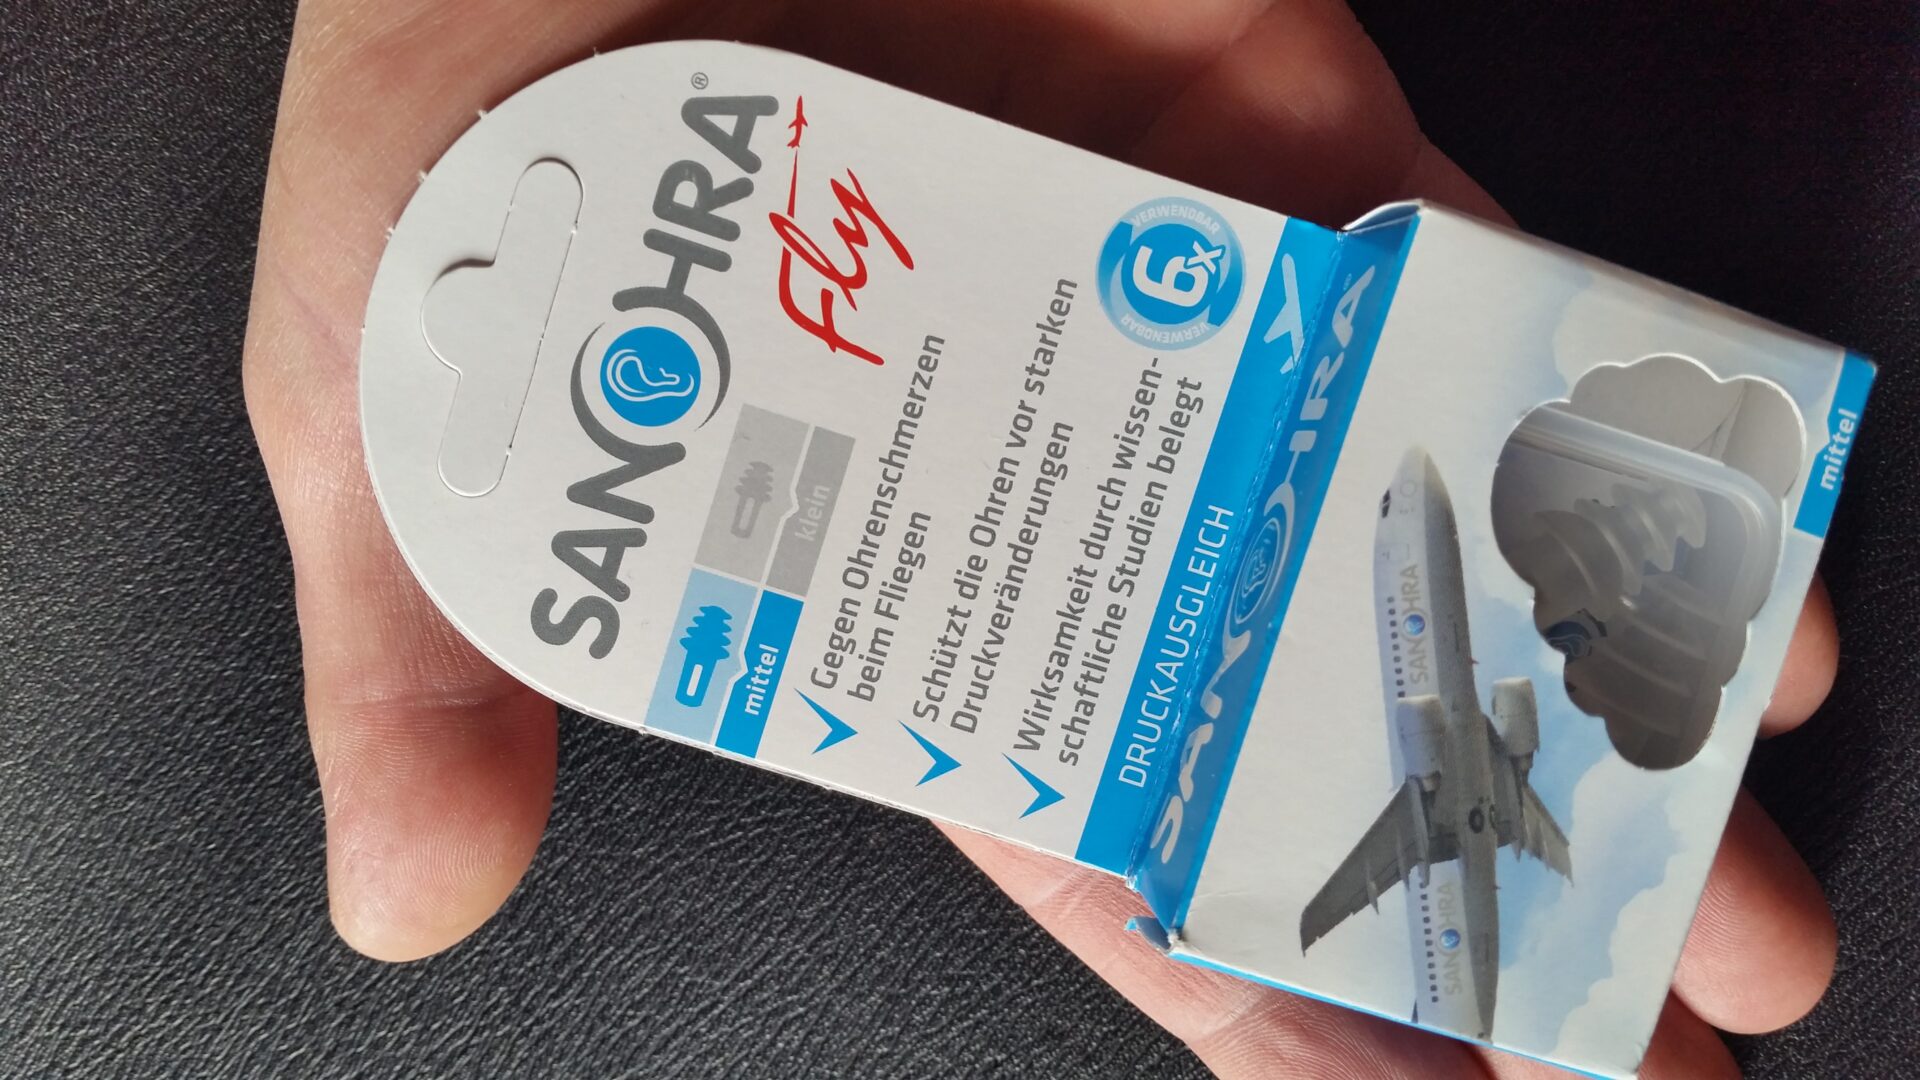 SANOHRA®
Fly
mittel
klein
Gegen Ohrenschmerzen
beim Fliegen
Schützt die Ohren vor starken
Druckveränderungen
Wirksamkeit durch wissen-
schaftliche Studien belegt
VERWENDBAR
6x
VERWENDBAR
DRUCKAUSGLEICH
SANOHRA®
SANOHRA
SANOHRA
mittel